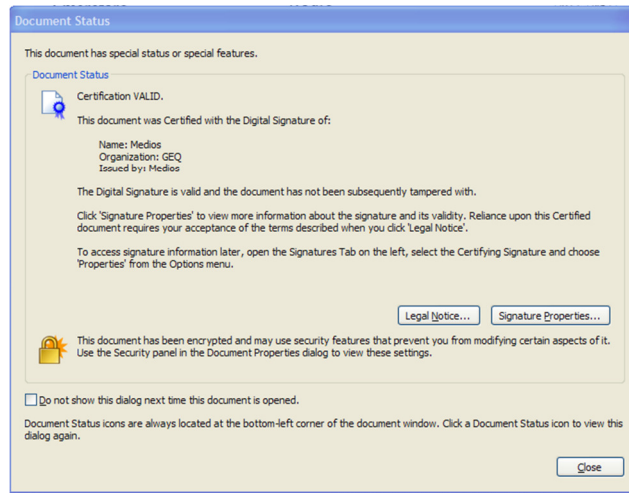 Document Status
This document has special status or special features.
Document Status
Certification VALID.
This document was Certified with the Digital Signature of:
Name: Medios
Organization: GEQ
Issued by: Medios
The Digital Signature is valid and the document has not been subsequently tampered with.
Click 'Signature Properties' to view more information about the signature and its validity. Reliance upon this Certified
document requires your acceptance of the terms described when you click 'Legal Notice'.
To access signature information later, open the Signatures Tab on the left, select the Certifying Signature and choose
'Properties' from the Options menu.
Legal Notice... Signature Properties...
This document has been encrypted and may use security features that prevent you from modifying certain aspects of it.
Use the Security panel in the Document Properties dialog to view these settings.
Do not show this dialog next time this document is opened.
Document Status icons are always located at the bottom-left corner of the document window. Click a Document Status icon to view this
dialog again.
Close